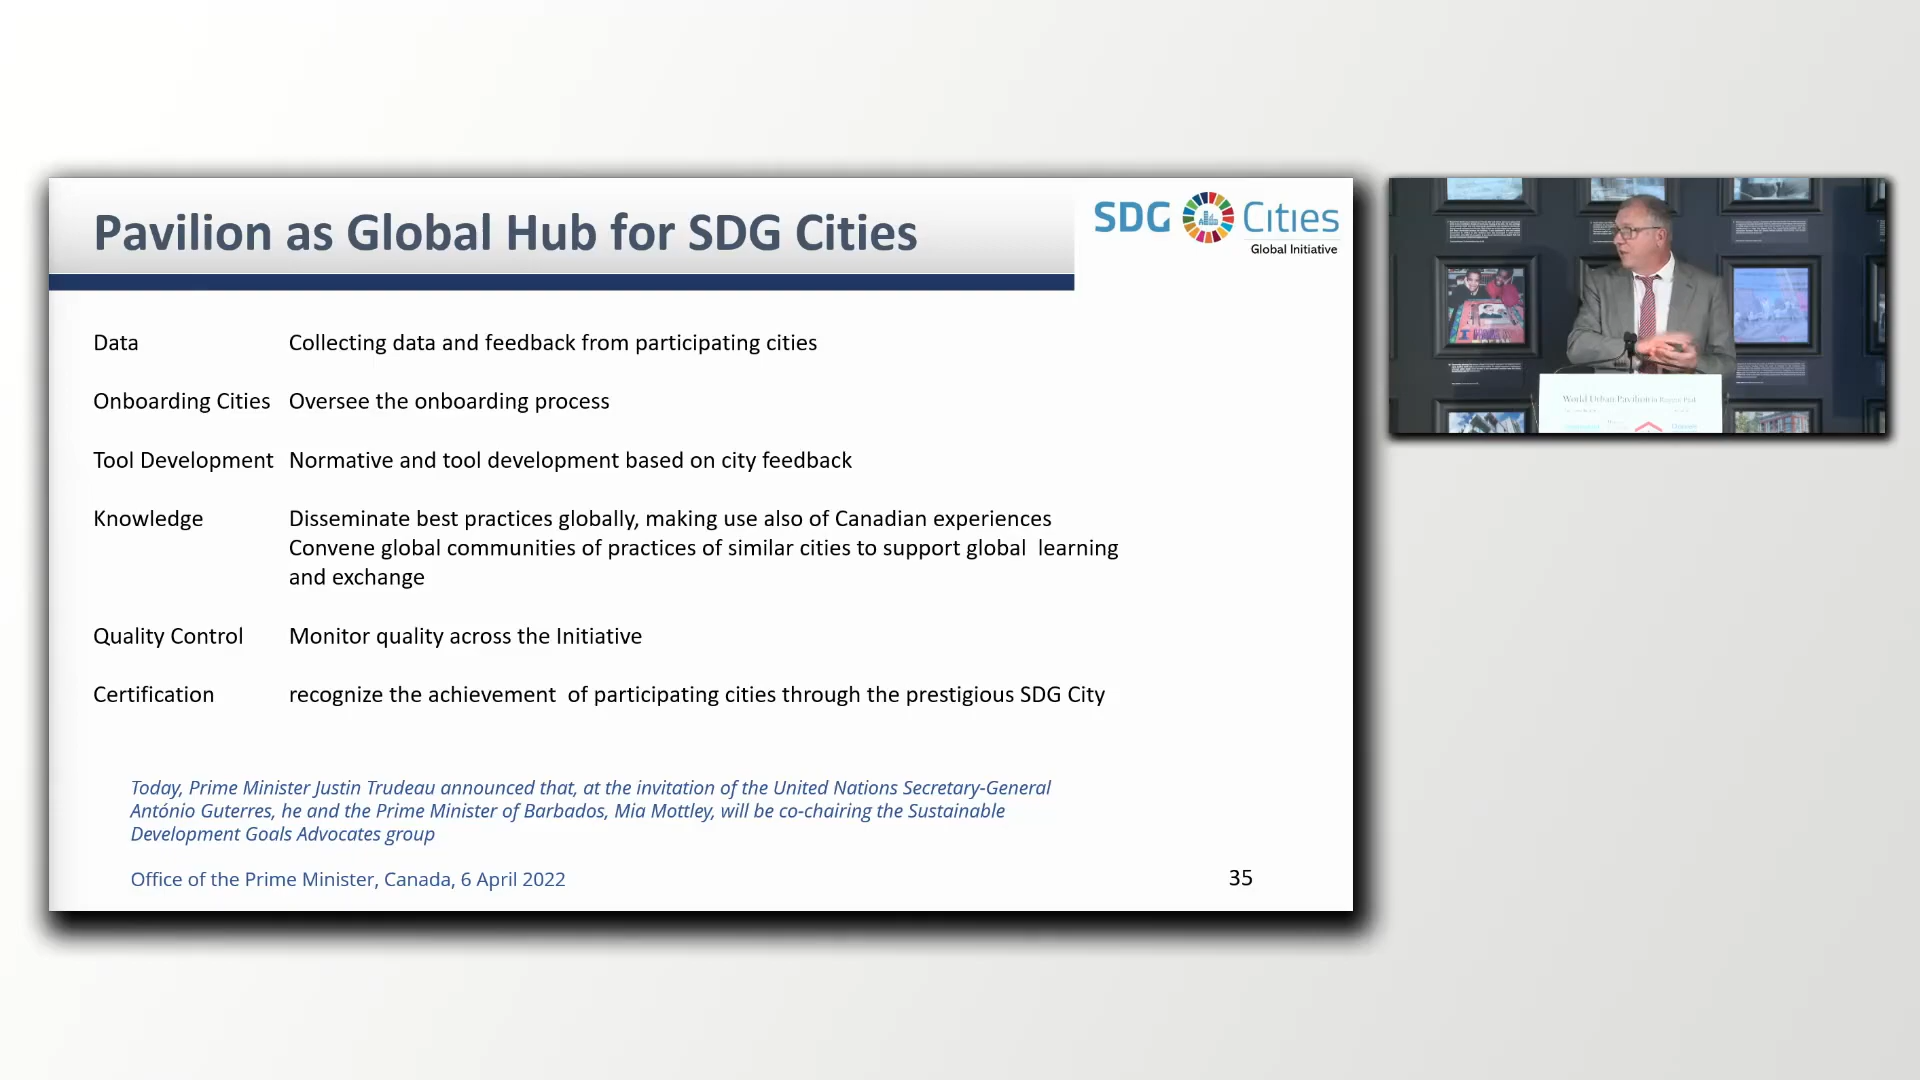 Pavilion as Global Hub for SDG Cities
SDG Cities
Global Initiative
Data Collecting data and feedback from participating cities
Onboarding Cities Oversee the onboarding process
Tool Development Normative and tool development based on city feedback
Knowledge Disseminate best practices globally, making use also of Canadian experiences
Convene global communities of practices of similar cities to support global learning
and exchange
Quality Control Monitor quality across the Initiative
Certification recognize the achievement of participating cities through the prestigious SDG City
Today, Prime Minister Justin Trudeau announced that, at the invitation of the United Nations Secretary-General
António Guterres, he and the Prime Minister of Barbados, Mia Mottley, will be co-chairing the Sustainable
Development Goals Advocates group
Office of the Prime Minister, Canada, 6 April 2022
35
World Urban Pavilion in Regent Park